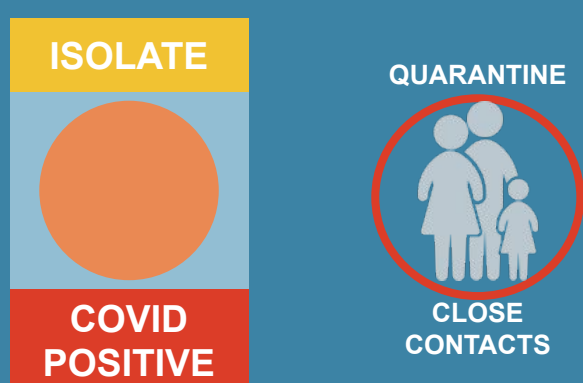 ISOLATE
COVID
POSITIVE
QUARANTINE
CLOSE
CONTACTS